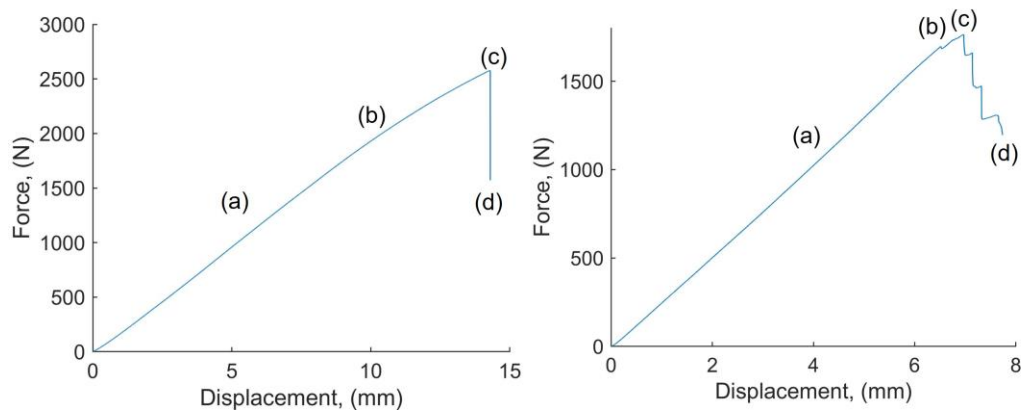 3000
2500
2000
1500
1000
500
0
0 5 10 15
Force, (N)
Displacement, (mm)
(a)
(b)
(c)
(d)
1500
1000
500
0
0 2 4 6 8
Force, (N)
Displacement, (mm)
(a)
(b)
(c)
(d)